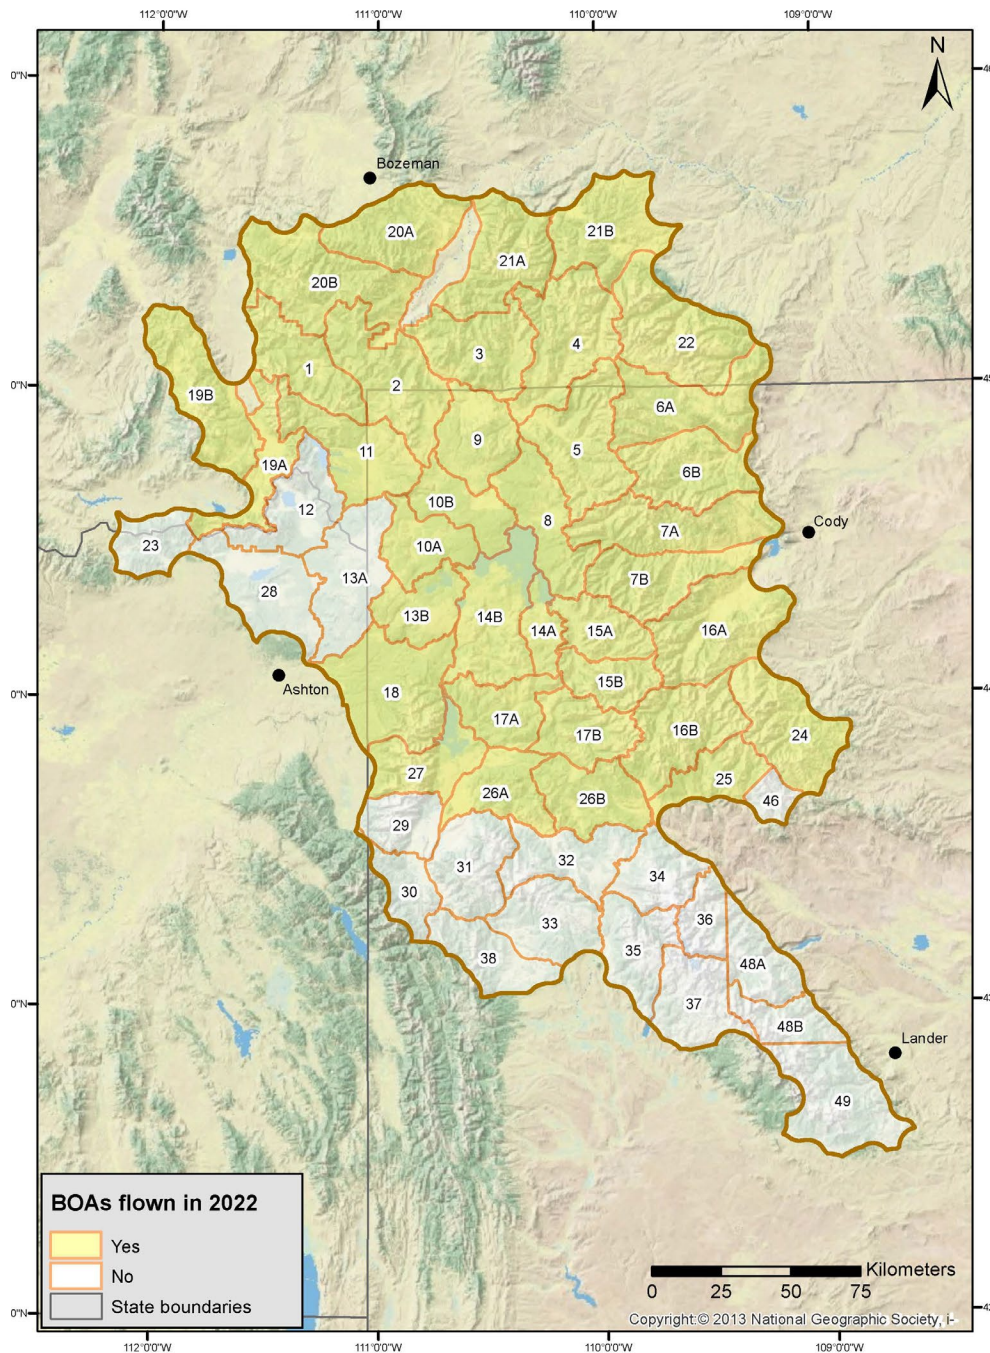 112°0'0"W 111°0'0"W 110°0'0"W 109°0'0"W
N
0"N
Bozeman
20A
21B
21A
20B
4
22
3
1
0"N
2
19B
6A
9
11
5
19A
6B
10B
12
8
Cody
7A
23
10A
13A
7B
28
13B
14B
14A
15A
16A
15B
Ashton
0"N
18
17A
17B
16B
24
27
25
26A
26B
46
29
32
31
34
30
36
33
35
38
48A
0"N
37
48B
Lander
49
BOAs flown in 2022
Yes
No
State boundaries
Kilometers
0 25 50 75
0"N
Copyright:© 2013 National Geographic Society, i-
112°0'0"W 111°0'0"W 110°0'0"W 109°0'0"W